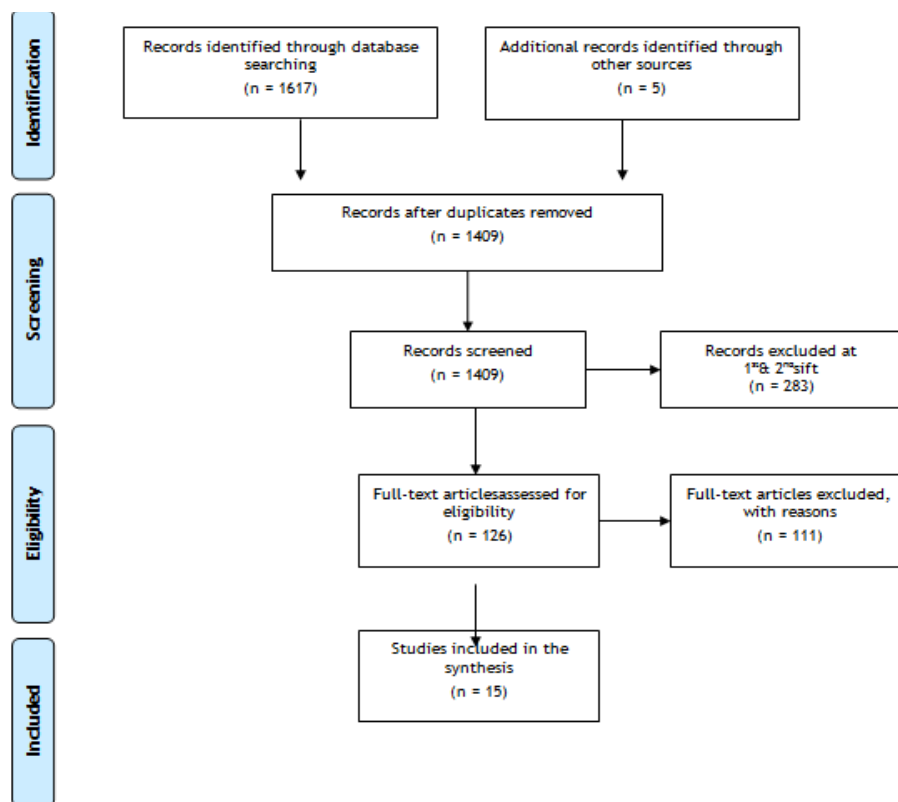 Identification
Records identified through database
searching
(n = 1617)
Additional records identified through
other sources
(n = 5)
Screening
Records after duplicates removed
(n = 1409)
Records screened
(n = 1409)
Records excluded at
1st& 2ndsift
(n = 283)
Eligibility
Full-text articlesassessed for
eligibility
(n = 126)
Full-text articles excluded,
with reasons
(n = 111)
Included
Studies included in the
synthesis
(n = 15)